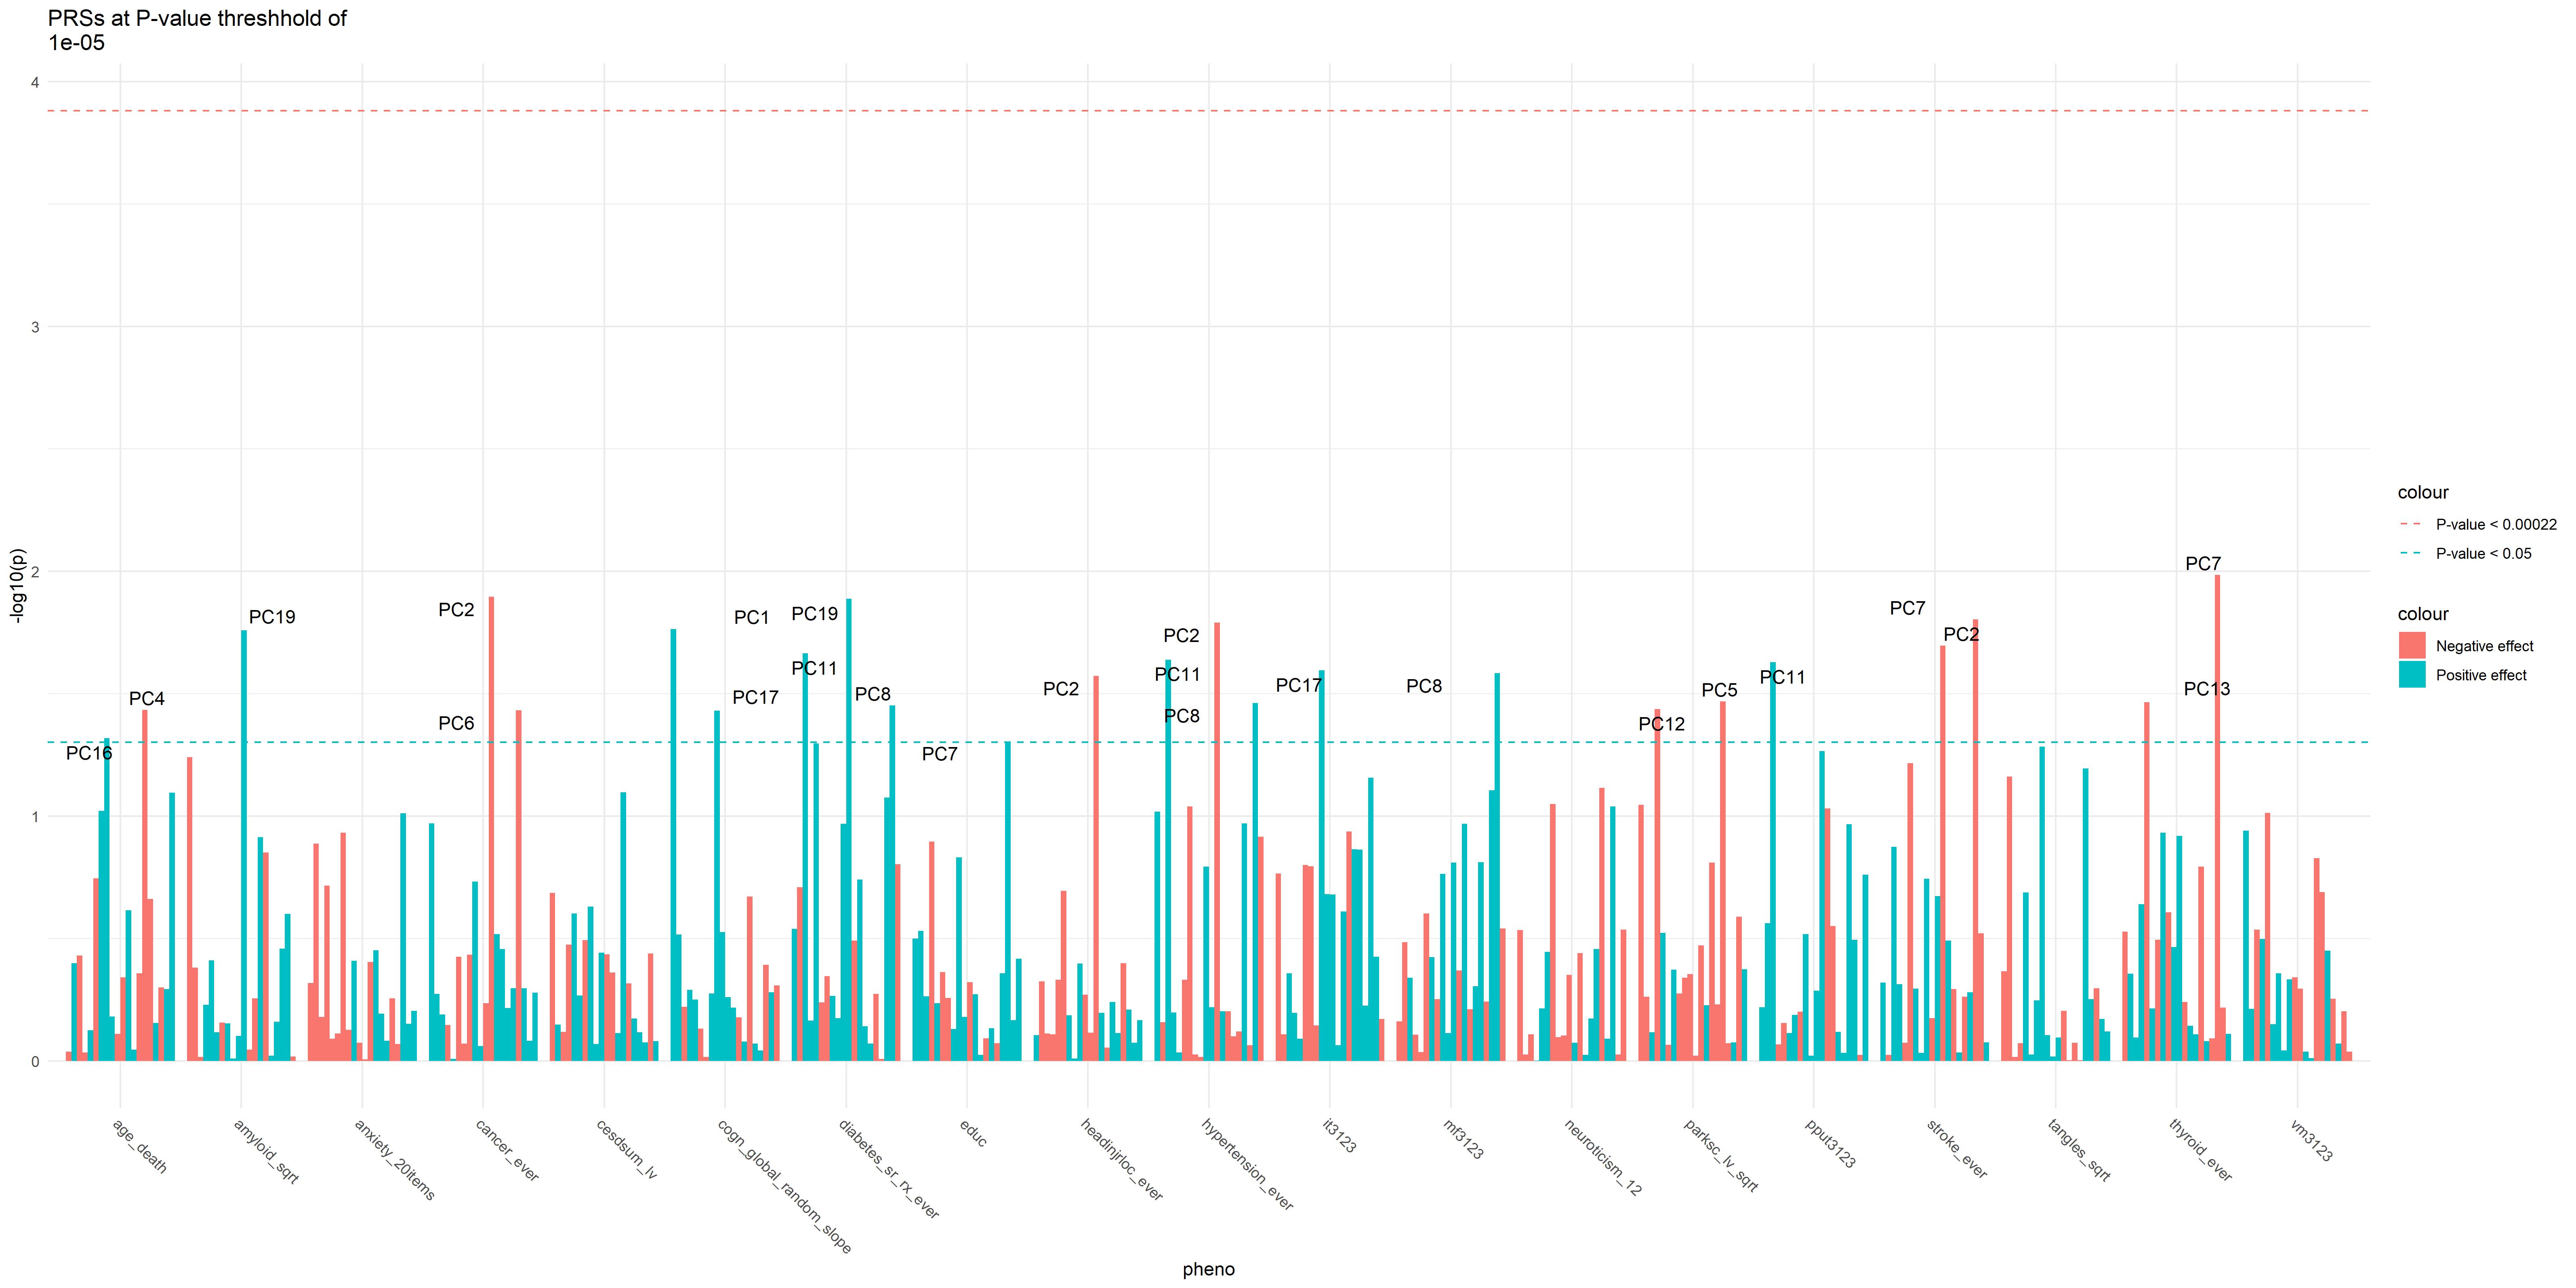 PRSs at P-value threshhold of
1e-05
4
3
2
1
0
-log10(p)
PC16
PC4
PC19
PC2
PC6
PC1
PC17
PC19
PC11
PC8
PC7
PC2
PC2
PC11
PC8
PC17
PC8
PC12
PC5
PC11
PC7
PC2
PC7
PC13
age_death
amyloid_sqrt
anxiety_20items
cancer_ever
cesdsum_lv
cogn_global_random_slope
diabetes_sr_rx_ever
educ
headinjrloc_ever
hypertension_ever
it3123
mf3123
neuroticism_12
parksc_lv_sqrt
pput3123
stroke_ever
tangles_sqrt
thyroid_ever
vm3123
pheno
colour
P-value < 0.00022
P-value < 0.05
colour
Negative effect
Positive effect